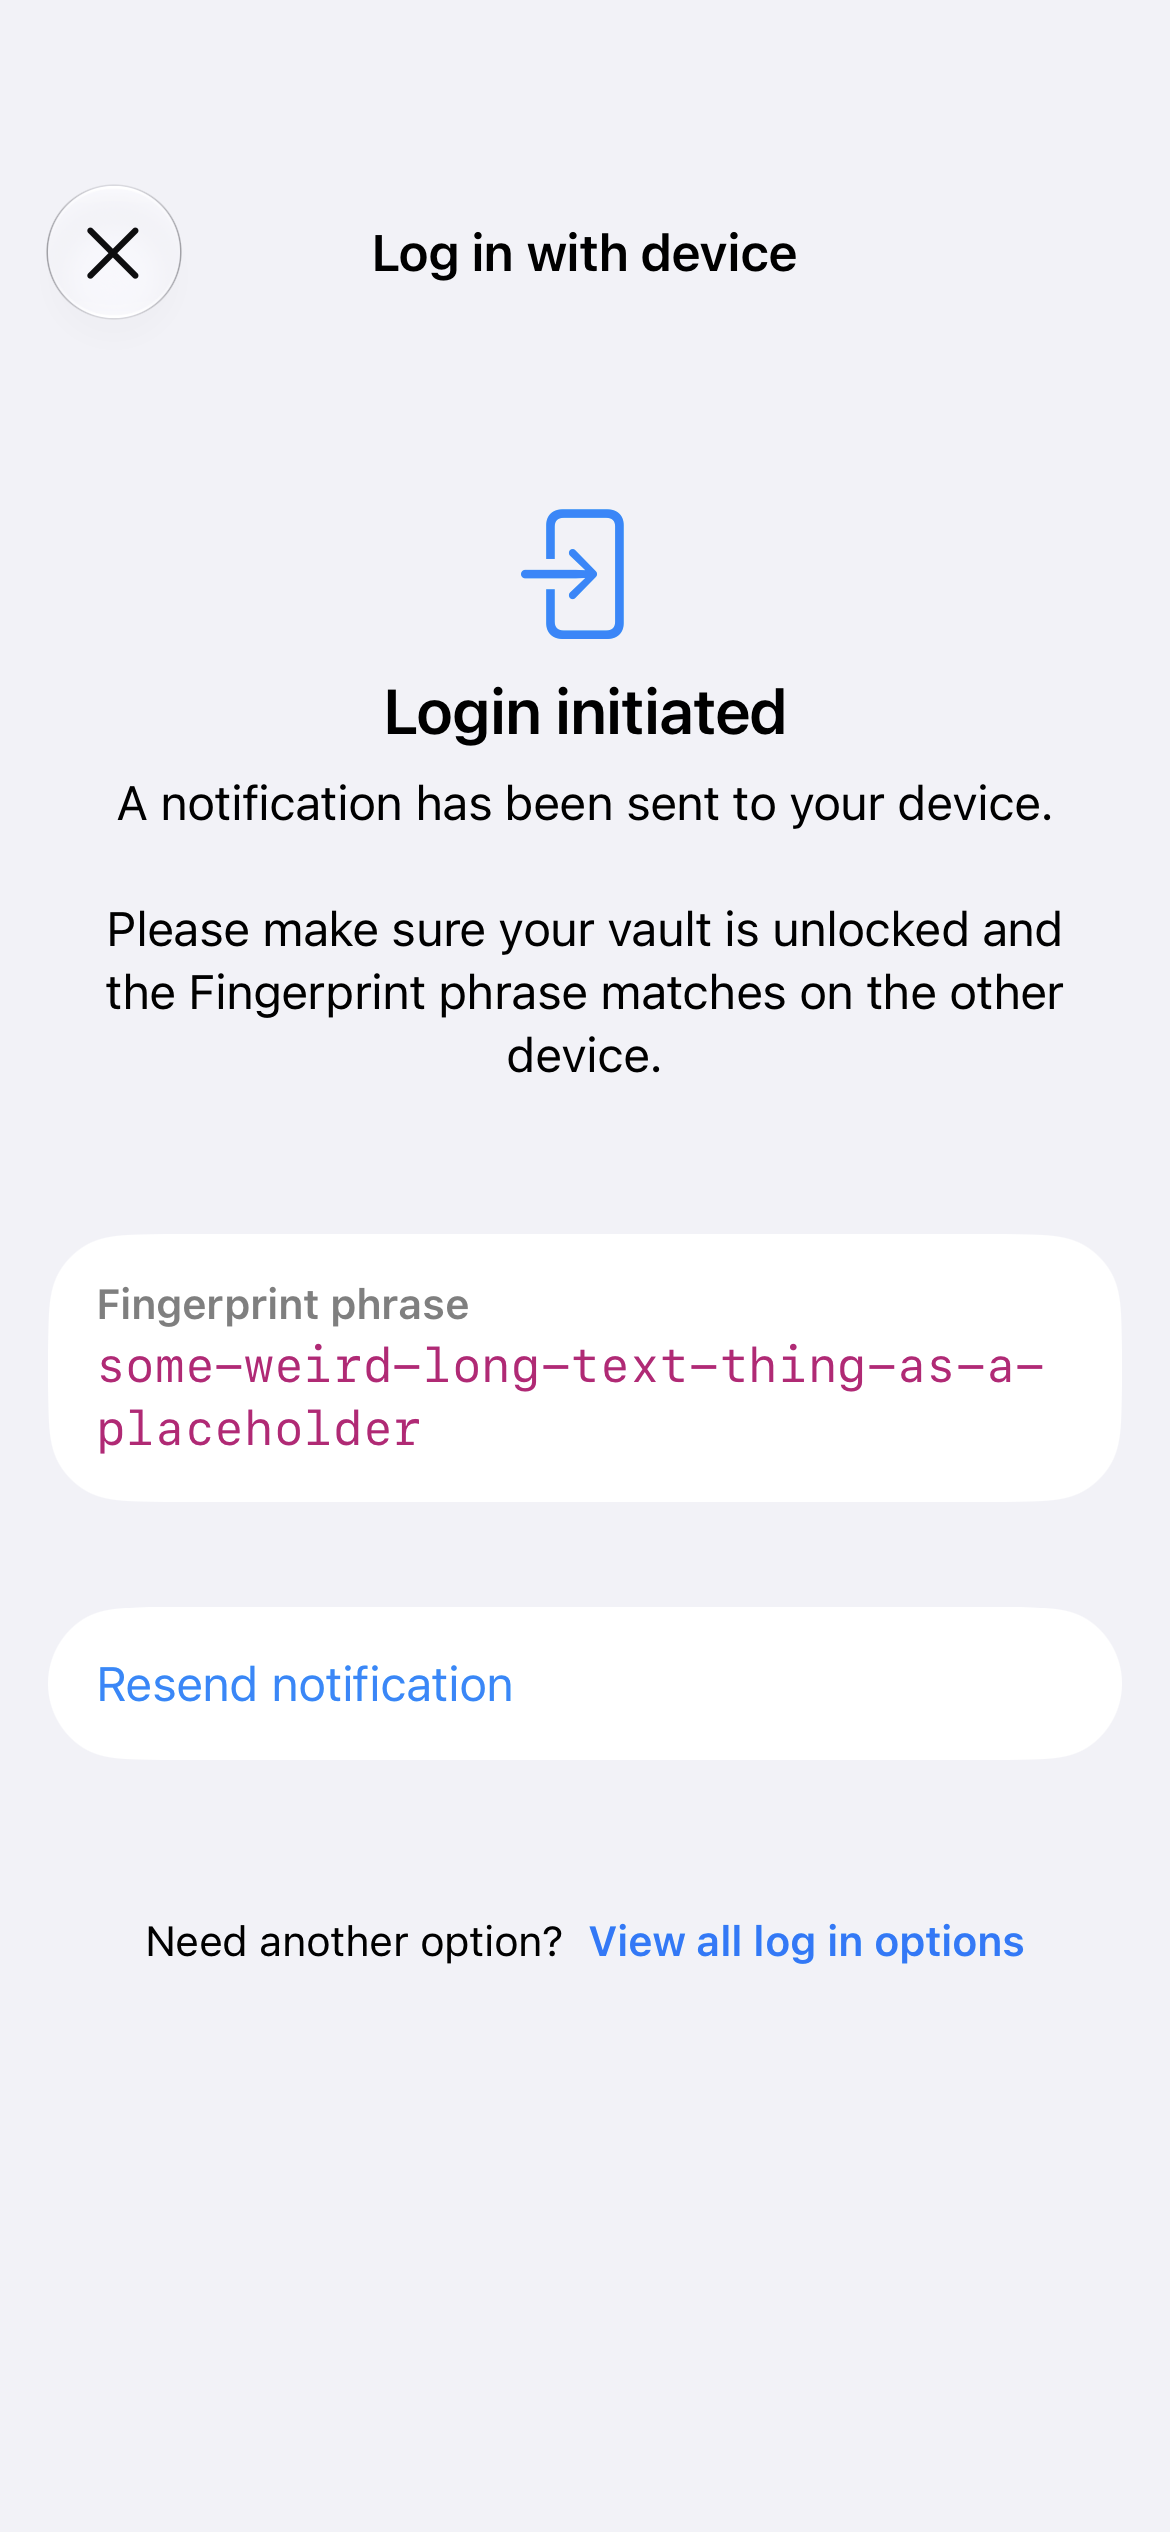 Log in with device
Login initiated
A notification has been sent to your device.
Please make sure your vault is unlocked and
the Fingerprint phrase matches on the other
device.
Fingerprint phrase
some-weird-long-text-thing-as-a-
placeholder
Resend notification
Need another option? View all log in options